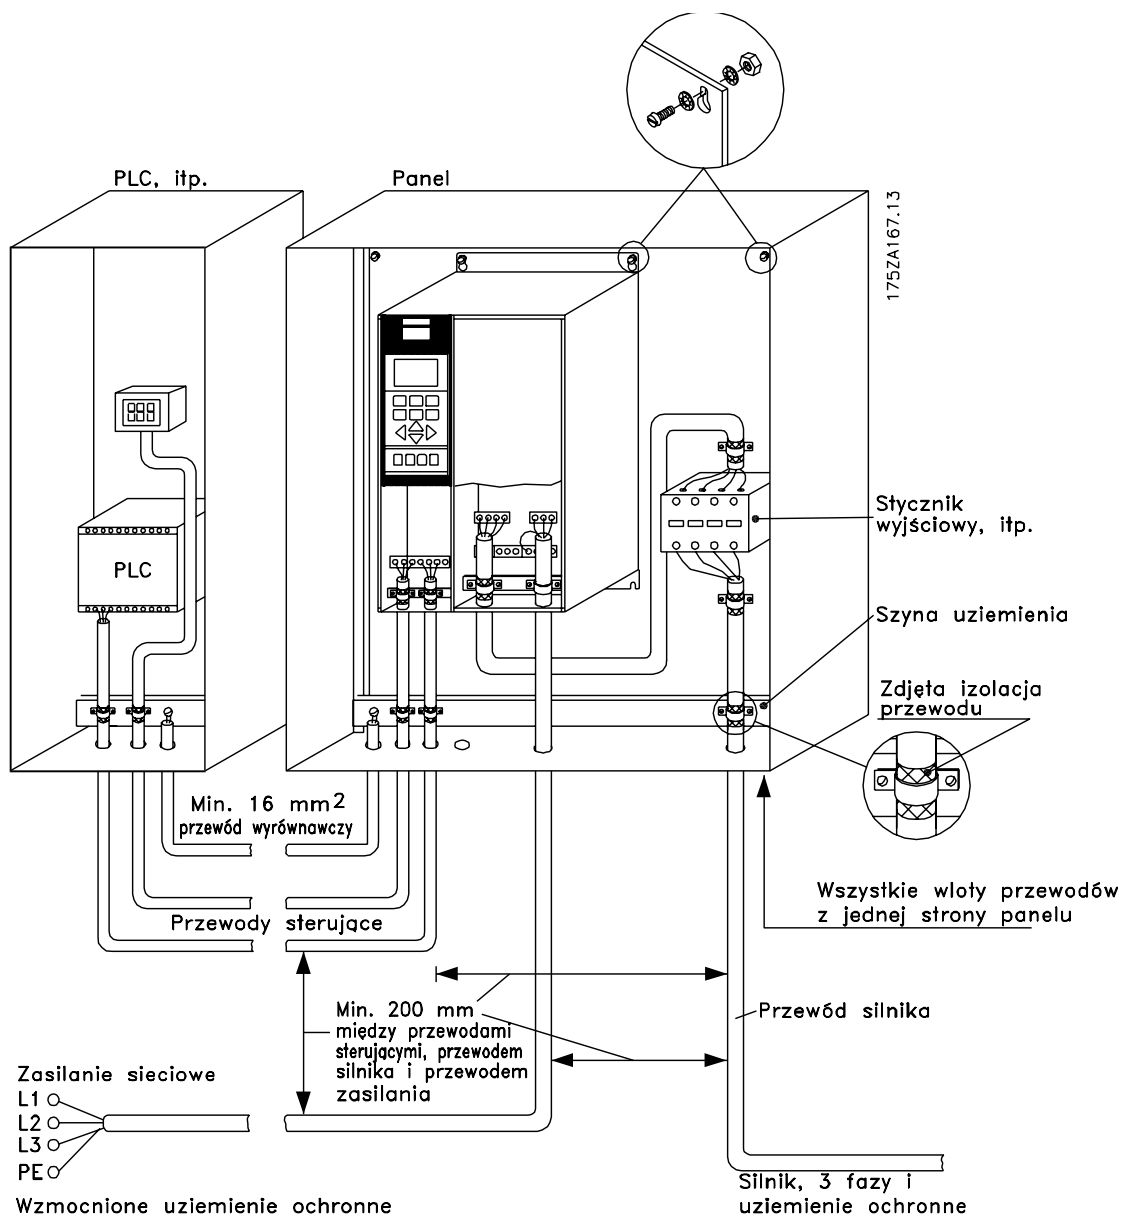 PLC, itp.
Panel
175ZA167.13
PLC
Stycznik
wyjściowy, itp.
Szyna uziemienia
Zdjęta izolacja
przewodu
Min. 16 mm2
przewód wyrównawczy
Wszystkie wloty przewodów
z jednej strony panelu
Przewody sterujące
Min. 200 mm
między przewodami
sterującymi, przewodem
silnika i przewodem
zasilania
Przewód silnika
Zasilanie sieciowe
L1
L2
L3
PE
Wzmocnione uziemienie ochronne
Silnik, 3 fazy i
uziemienie ochronne